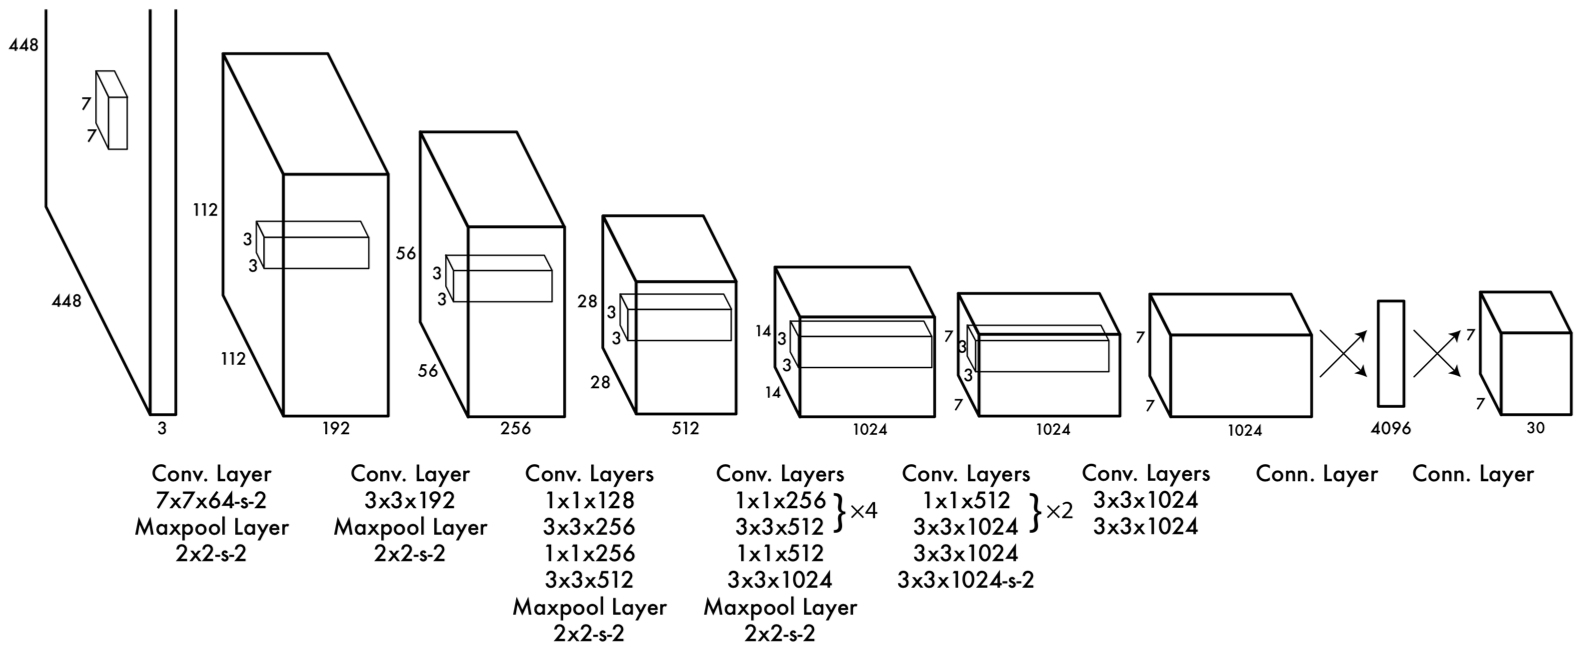 448
7
7
448
3
112
3
3
112
192
56
3
3
56
256
28
3
3
28
512
14
3
3
14
1024
7
3
3
7
1024
7
7
1024
4096
7
7
30
Conv. Layer
7x7x64-s-2
Maxpool Layer
2x2-s-2
Conv. Layer
3x3x192
Maxpool Layer
2x2-s-2
Conv. Layers
1x1x128
3x3x256
1x1x256
3x3x512
Maxpool Layer
2x2-s-2
Conv. Layers
1x1x256
3x3x512
}×4
1x1x512
3x3x1024
Maxpool Layer
2x2-s-2
Conv. Layers
1x1x512
3x3x1024
}×2
3x3x1024
3x3x1024-s-2
Conv. Layers
3x3x1024
3x3x1024
Conn. Layer
Conn. Layer